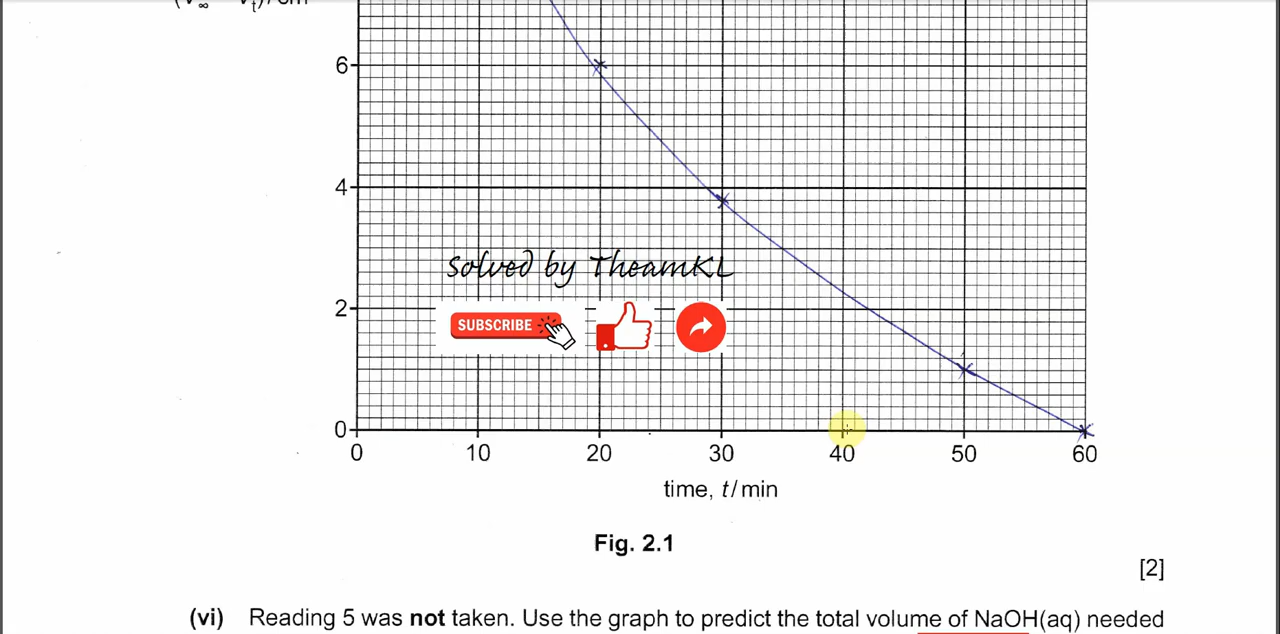 (V∞ – Vt)/cm
6
4
Solved by TheamKL
2
SUBSCRIBE
0
0 10 20 30 40 50 60
time, t/min
Fig. 2.1
[2]
(vi) Reading 5 was not taken. Use the graph to predict the total volume of NaOH(aq) needed